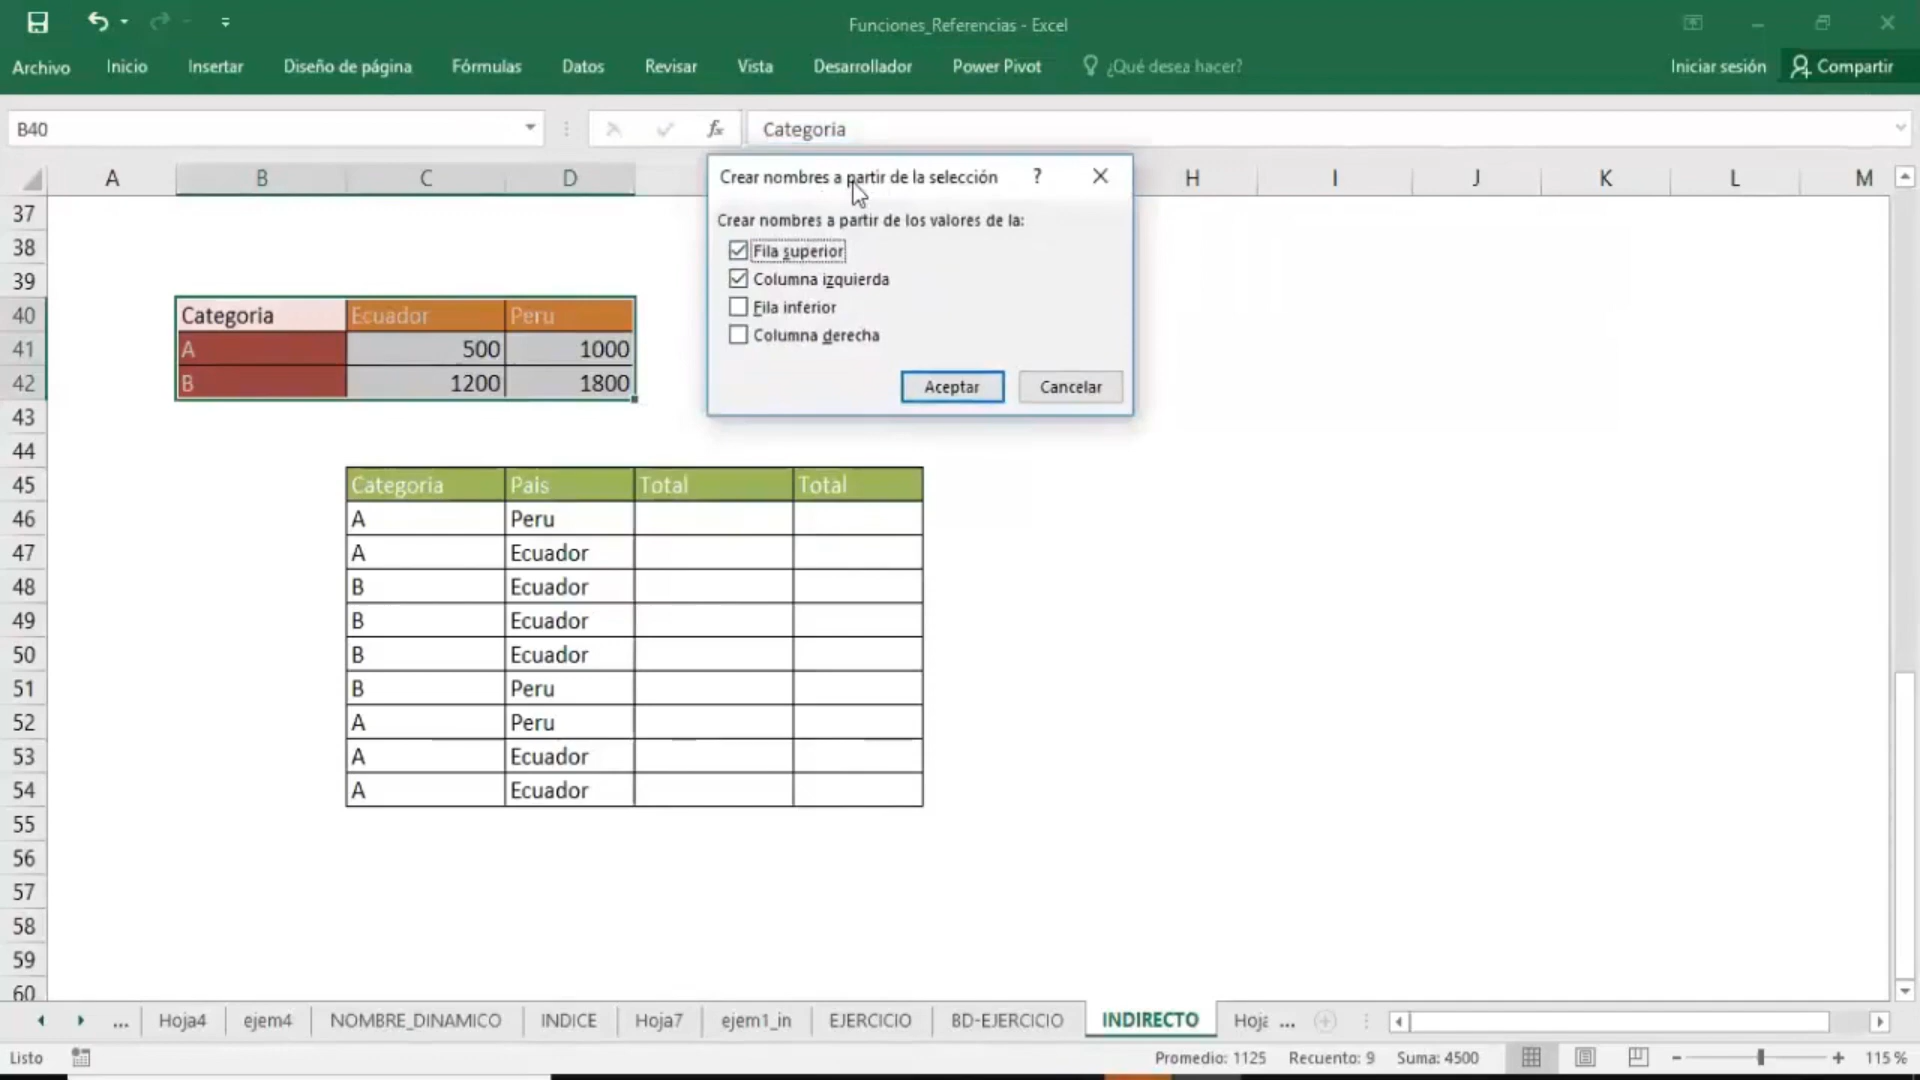 Funciones_Referencias - Excel
Archivo Inicio Insertar Diseño de página Fórmulas Datos Revisar Vista Desarrollador Power Pivot ¿Qué desea hacer? Iniciar sesión Compartir
B40 fx Categoria
A B C D H I J K L M
Crear nombres a partir de la selección ? ×
Crear nombres a partir de los valores de la:
Fila superior
Columna izquierda
Fila inferior
Columna derecha
Aceptar Cancelar
37
38
39
40 Categoria Ecuador Peru
41 A 500 1000
42 B 1200 1800
43
44
45 Categoria Pais Total Total
46 A Peru
47 A Ecuador
48 B Ecuador
49 B Ecuador
50 B Ecuador
51 B Peru
52 A Peru
53 A Ecuador
54 A Ecuador
55
56
57
58
59
60
... Hoja4 ejem4 NOMBRE_DINAMICO INDICE Hoja7 ejem1_in EJERCICIO BD-EJERCICIO INDIRECTO Hoja ...
Listo Promedio: 1125 Recuento: 9 Suma: 4500 - + 115 %